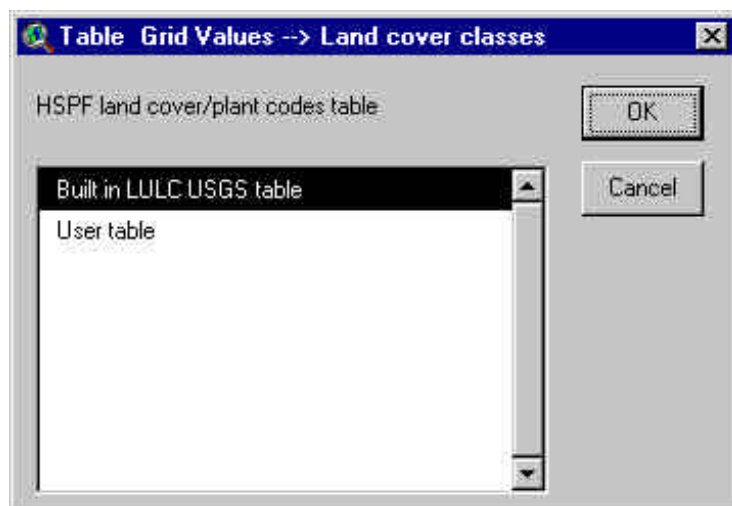 Table Grid Values --> Land cover classes
HSPF land cover/plant codes table
OK
Built in LULC USGS table
Cancel
User table